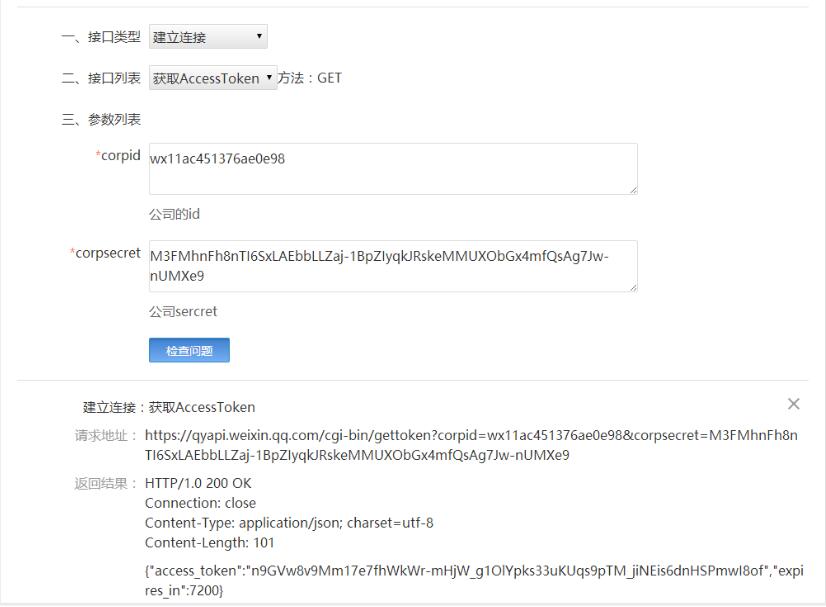 一、接口类型 建立连接
二、接口列表 获取AccessToken 方法：GET
三、参数列表
*corpid wx11ac451376ae0e98
公司的id
*corpsecret M3FMhnFh8nTI6SxLAEbbLLZaj-1BpZIyqkJRskeMMUXObGx4mfQsAg7Jw-
nUMXe9
公司sercret
检查问题
建立连接：获取AccessToken
请求地址： https://qyapi.weixin.qq.com/cgi-bin/gettoken?corpid=wx11ac451376ae0e98&corpsecret=M3FMhnFh8n
TI6SxLAEbbLLZaj-1BpZIyqkJRskeMMUXObGx4mfQsAg7Jw-nUMXe9
返回结果： HTTP/1.0 200 OK
Connection: close
Content-Type: application/json; charset=utf-8
Content-Length: 101
{"access_token":"n9GVw8v9Mm17e7fhWkWr-mHjW_g1OlYpks33uKUqs9pTM_jiNEis6dnHSPmwI8of","expi
res_in":7200}